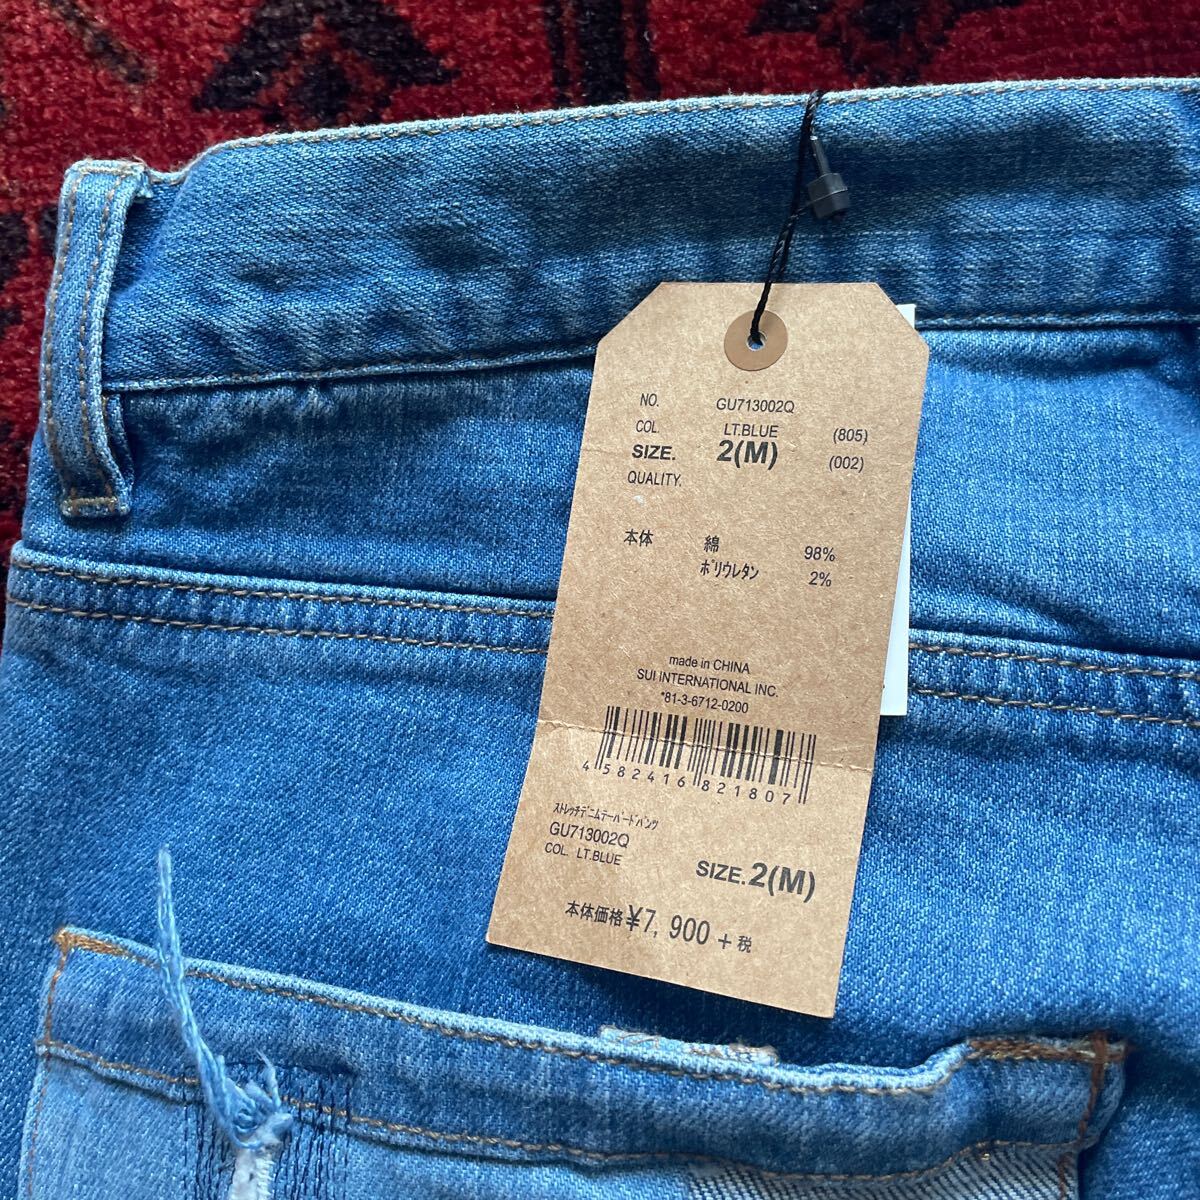 NO. GU713002Q
COL. LT.BLUE (805)
SIZE. 2(M) (002)
QUALITY.
本体 綿 98%
ポリウレタン 2%
made in CHINA
SUI INTERNATIONAL INC.
*81-3-6712-0200
4582416821807
ストレッチデニムテーパードパンツ
GU713002Q
COL. LT.BLUE
SIZE. 2(M)
本体価格¥7,900+税